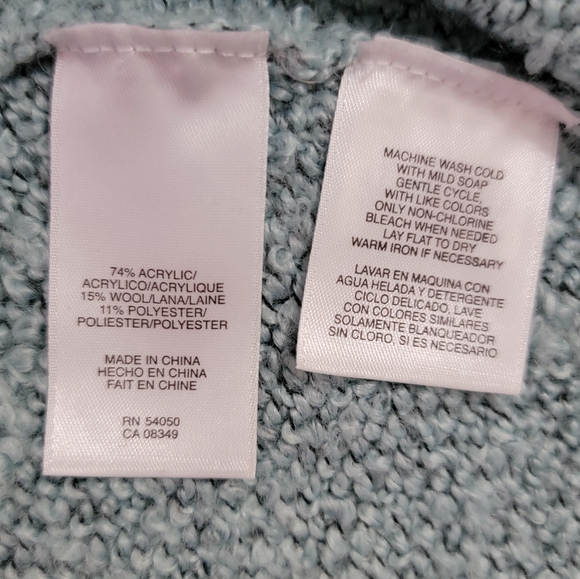 74% ACRYLIC/
ACRYLICO/ACRYLIQUE
15% WOOL/LANA/LAINE
11% POLYESTER/
POLIESTER/POLYESTER
MADE IN CHINA
HECHO EN CHINA
FAIT EN CHINE
RN 54050
CA 08349
MACHINE WASH COLD
WITH MILD SOAP
GENTLE CYCLE,
WITH LIKE COLORS
ONLY NON-CHLORINE
BLEACH WHEN NEEDED
LAY FLAT TO DRY
WARM IRON IF NECESSARY
LAVAR EN MAQUINA CON
AGUA HELADA Y DETERGENTE
CICLO DELICADO, LAVE
CON COLORES SIMILARES
SOLAMENTE BLANQUEADOR
SIN CLORO, SI ES NECESARIO